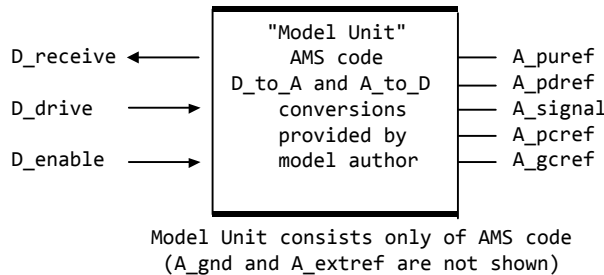 "Model Unit"
D_receive AMS code A_puref
D_to_A and A_to_D A_pdref
D_drive conversions A_signal
provided by A_pcref
D_enable model author A_gcref
Model Unit consists only of AMS code
(A_gnd and A_extref are not shown)